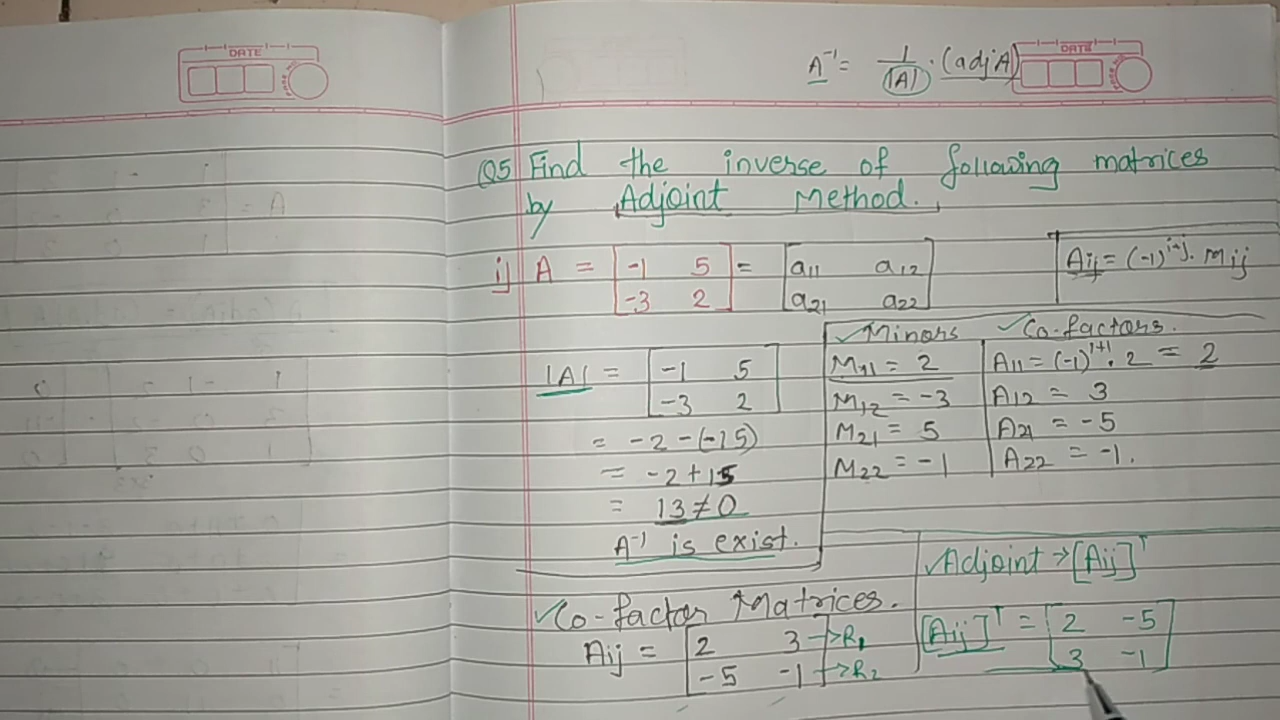 DATE
DATE
A⁻¹ = 1/|A| · (adj A)
Q5 Find the inverse of following matrices
by Adjoint Method.
i) A = [-1 5] = [a11 a12]
[-3 2] [a21 a22]
Aij = (-1)^i+j . Mij
|A| = [-1 5]
[-3 2]
= -2 - (-15)
= -2 + 15
= 13 ≠ 0
A⁻¹ is exist.
✓Minors ✓Co-factors.
M11 = 2 A11 = (-1)^1+1 . 2 = 2
M12 = -3 A12 = 3
M21 = 5 A21 = -5
M22 = -1 A22 = -1.
✓Co-factor Matrices.
Aij = [2 3] → R1
[-5 -1] → R2
✓Adjoint → [Aij]ᵀ
[Aij]ᵀ = [2 -5]
[3 -1]